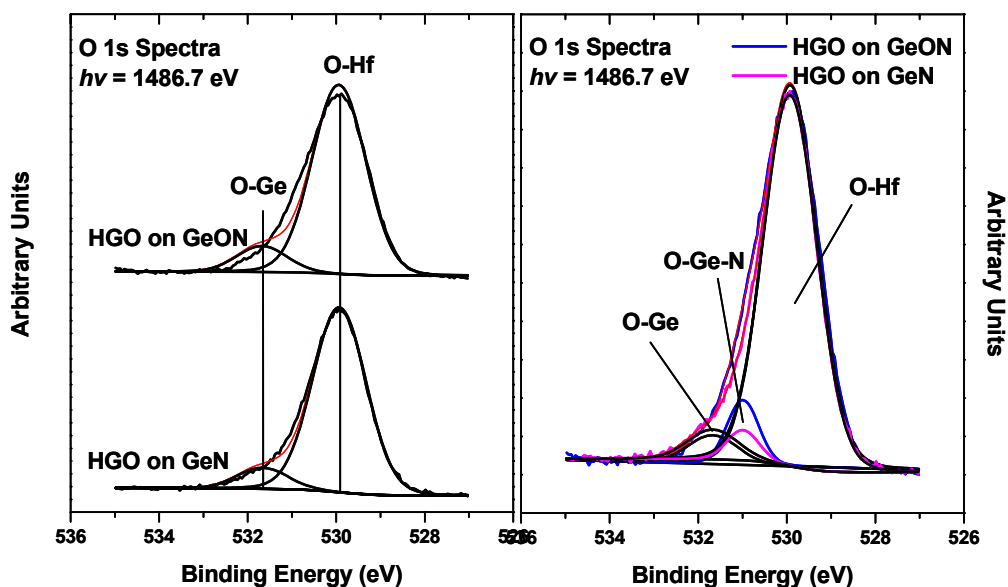 O 1s Spectra
hv = 1486.7 eV
O-Hf
O-Ge
HGO on GeON
HGO on GeN
Arbitrary Units
536 534 532 530 528
Binding Energy (eV)
O 1s Spectra
hv = 1486.7 eV
HGO on GeON
HGO on GeN
O-Hf
O-Ge-N
O-Ge
Arbitrary Units
534 532 530 528 526
Binding Energy (eV)